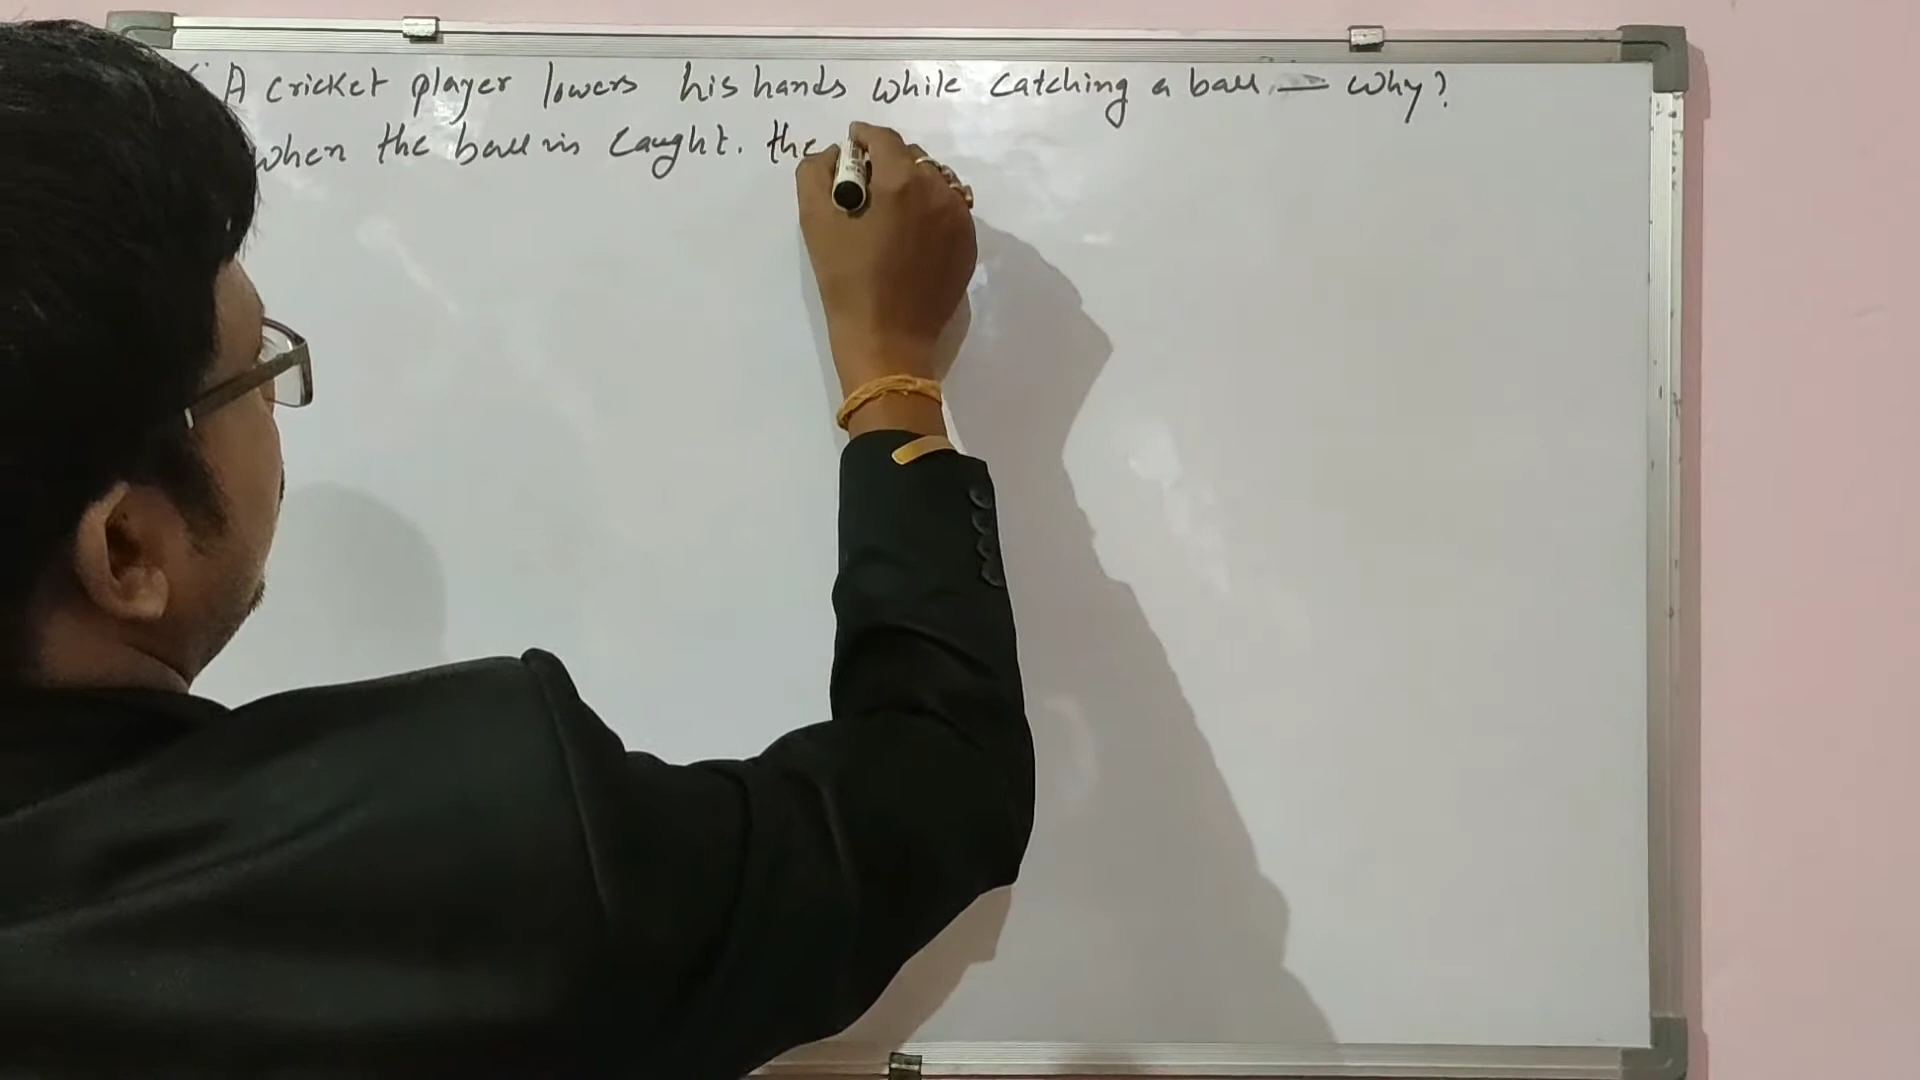 A cricket player lowers his hands while catching a ball — why?
when the ball is caught. the